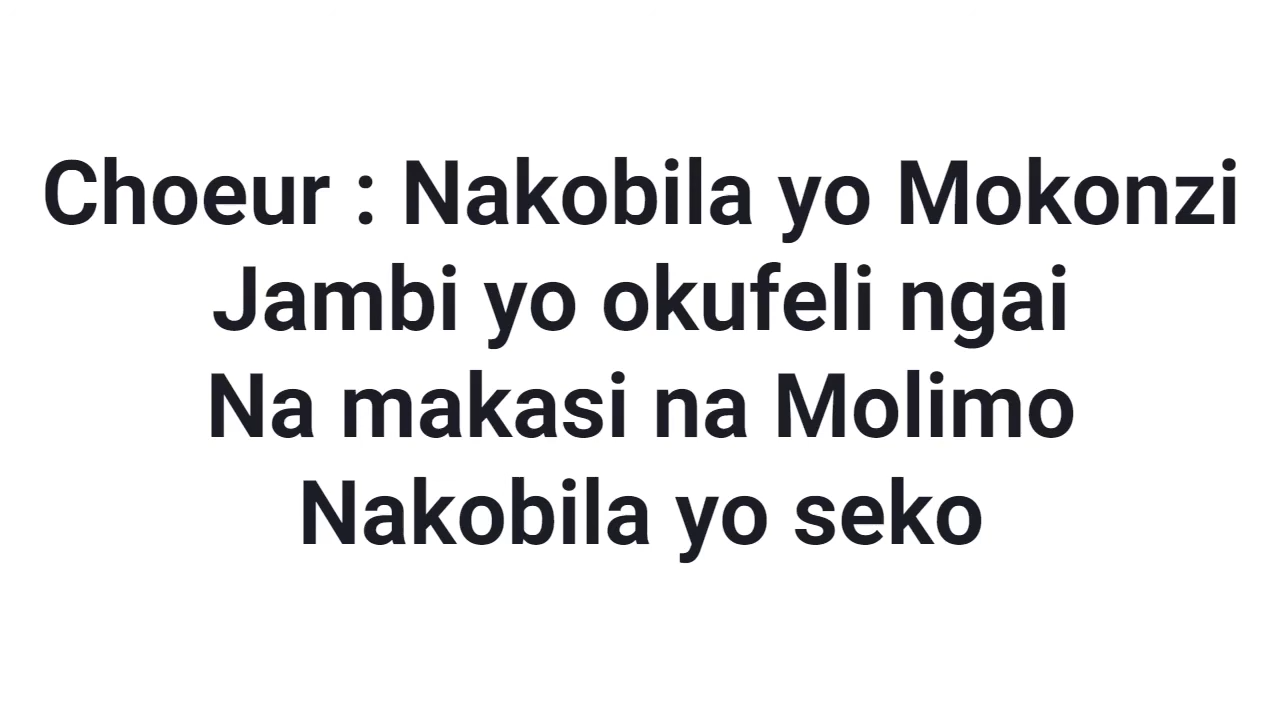 Choeur : Nakobila yo Mokonzi
Jambi yo okufeli ngai
Na makasi na Molimo
Nakobila yo seko